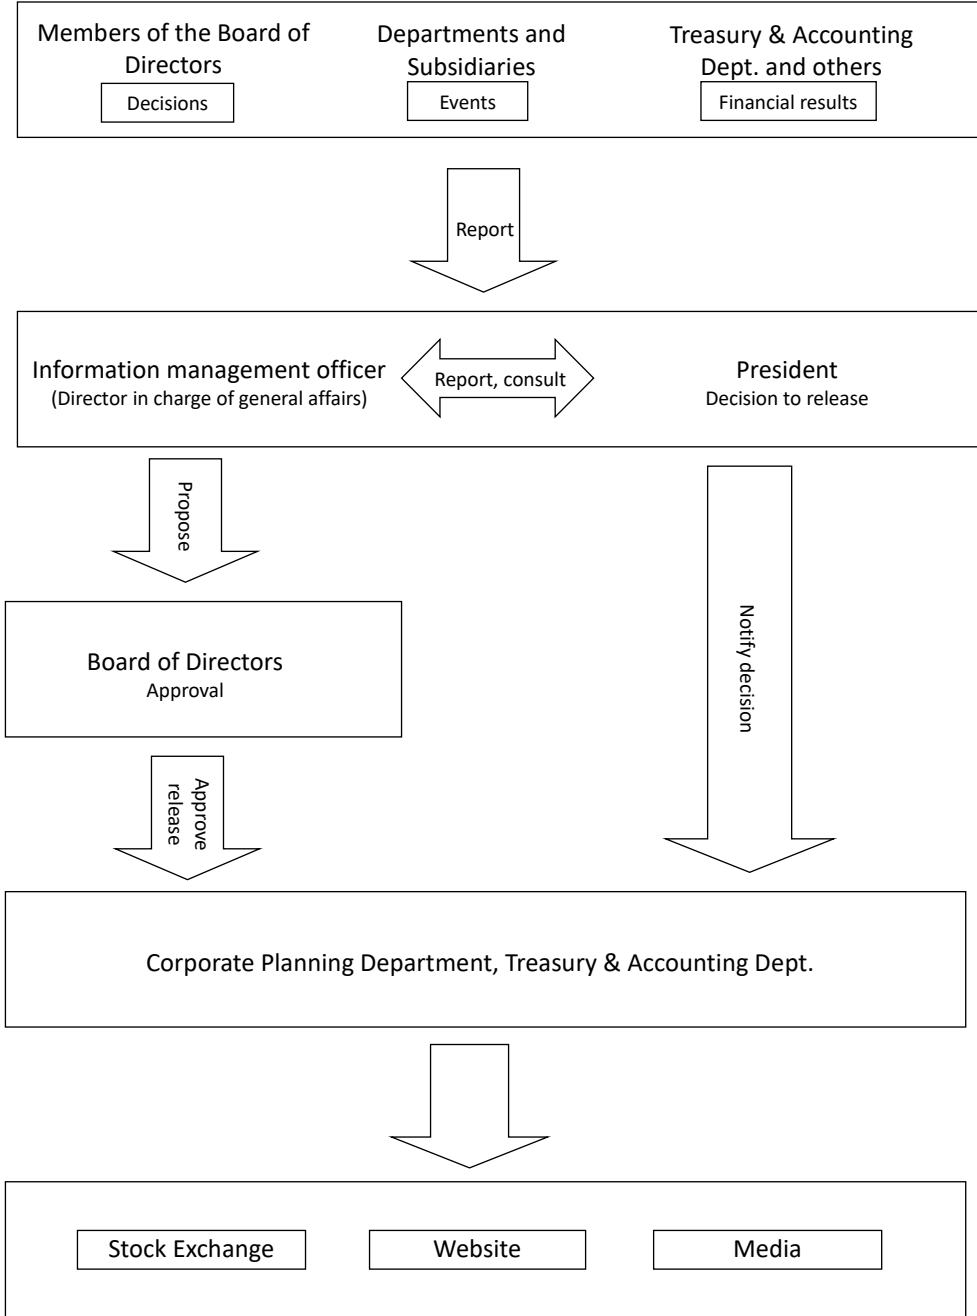 Members of the Board of
Directors
Decisions
Departments and
Subsidiaries
Events
Treasury & Accounting
Dept. and others
Financial results
Report
Information management officer
(Director in charge of general affairs)
Report, consult
President
Decision to release
Propose
Board of Directors
Approval
Notify decision
Approve
release
Corporate Planning Department, Treasury & Accounting Dept.
Stock Exchange
Website
Media